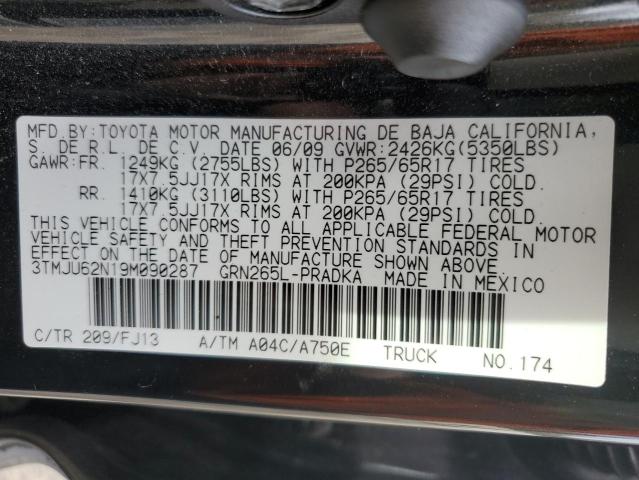 MFD.BY:TOYOTA MOTOR MANUFACTURING DE BAJA CALIFORNIA,
S. DE R.L. DE C.V. DATE 06/09 GVWR:2426KG(5350LBS)
GAWR:FR. 1249KG (2755LBS) WITH P265/65R17 TIRES
17X7.5JJ17X RIMS AT 200KPA (29PSI) COLD.
RR. 1410KG (3110LBS) WITH P265/65R17 TIRES
17X7.5JJ17X RIMS AT 200KPA (29PSI) COLD.
THIS VEHICLE CONFORMS TO ALL APPLICABLE FEDERAL MOTOR
VEHICLE SAFETY AND THEFT PREVENTION STANDARDS IN
EFFECT ON THE DATE OF MANUFACTURE SHOWN ABOVE.
3TMJU62N19M090287 GRN265L-PRADKA MADE IN MEXICO
C/TR 209/FJ13 A/TM A04C/A750E TRUCK NO.174